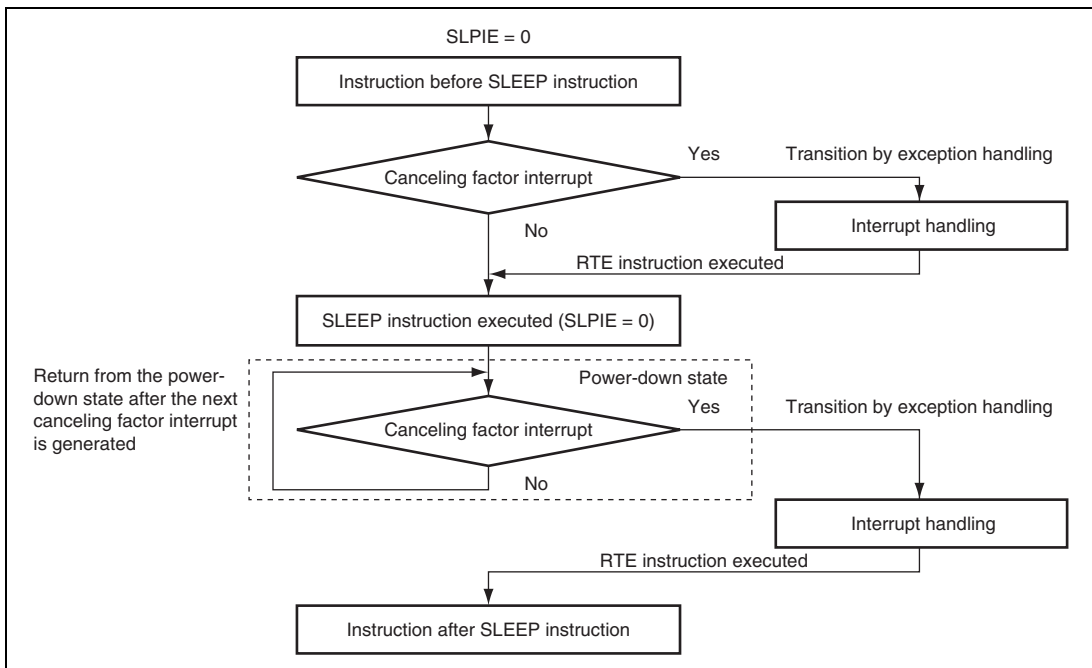 SLPIE = 0
Instruction before SLEEP instruction
Yes
Transition by exception handling
Canceling factor interrupt
Interrupt handling
No
RTE instruction executed
SLEEP instruction executed (SLPIE = 0)
Return from the power-
down state after the next
canceling factor interrupt
is generated
Power-down state
Yes
Transition by exception handling
Canceling factor interrupt
No
Interrupt handling
RTE instruction executed
Instruction after SLEEP instruction